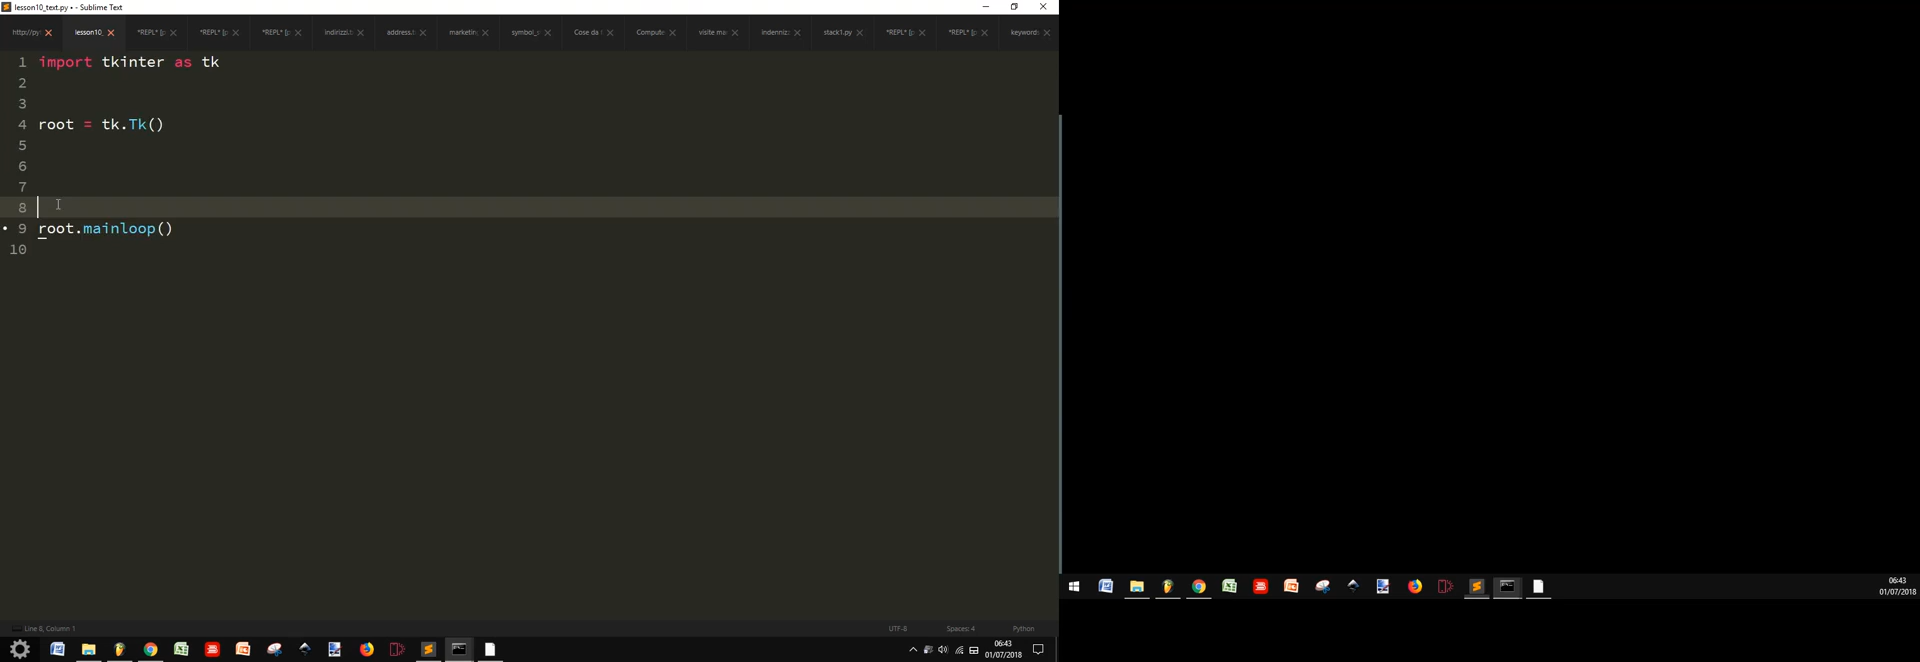 lesson10_text.py • - Sublime Text
http://py
lesson10_
*REPL* [p
*REPL* [p
*REPL* [p
indirizzi.t
address.t
marketin
symbol_s
Cose da
Compute
visite ma
indenniz
stack1.py
*REPL* [p
*REPL* [p
keyword
1 import tkinter as tk
2
3
4 root = tk.Tk()
5
6
7
8
9 root.mainloop()
10
Line 8, Column 1
UTF-8
Spaces: 4
Python
06:43
01/07/2018
06:43
01/07/2018